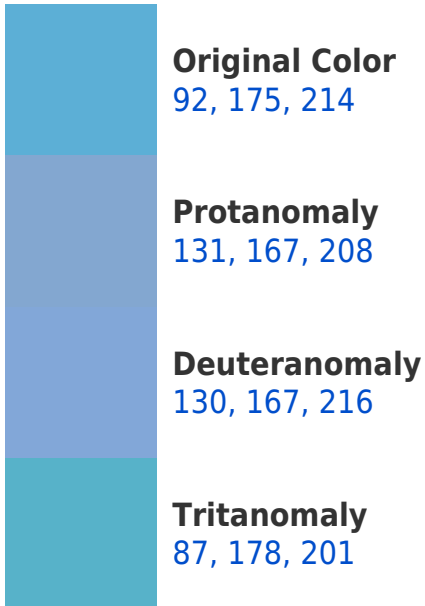 Original Color
92, 175, 214
Protanomaly
131, 167, 208
Deuteranomaly
130, 167, 216
Tritanomaly
87, 178, 201